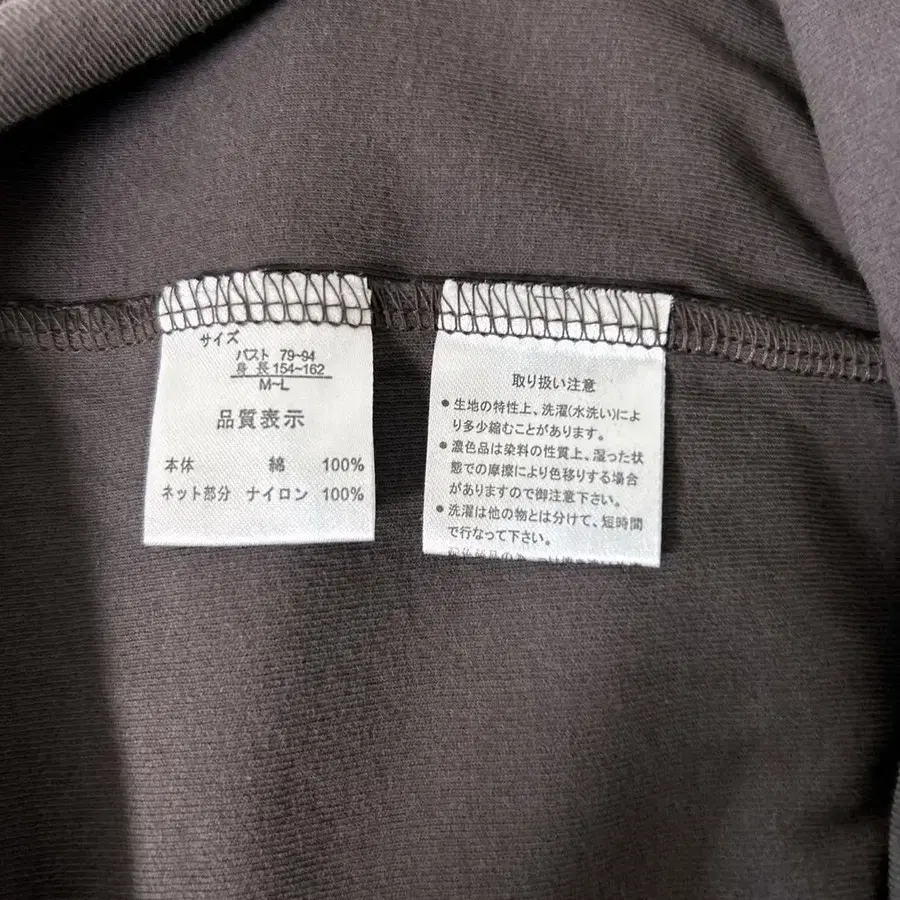 サイズ
バスト 79~94
身長 154~162
M~L
品質表示
本体 綿 100%
ネット部分 ナイロン 100%
取り扱い注意
● 生地の特性上、洗濯(水洗い)によ
り多少縮むことがあります。
● 濃色品は染料の性質上、湿った状
態での摩擦により色移りする場合
がありますので御注意下さい。
● 洗濯は他の物とは分けて、短時間
で行なって下さい。